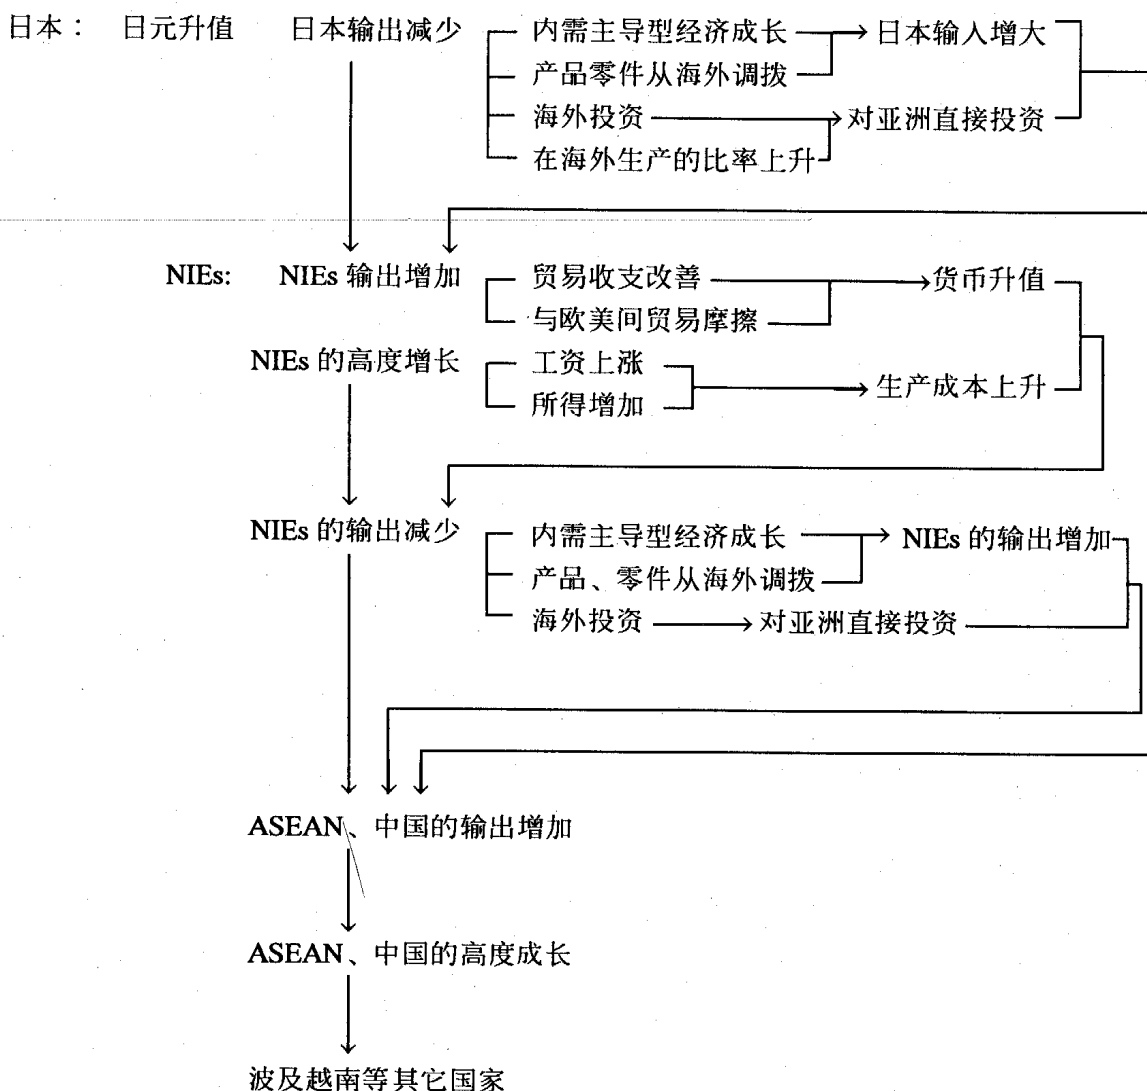 日本： 日元升值 日本输出减少 内需主导型经济成长 日本输入增大
产品零件从海外调拨
海外投资 对亚洲直接投资
在海外生产的比率上升
NIEs: NIEs 输出增加 贸易收支改善 货币升值
与欧美间贸易摩擦
NIEs 的高度增长 工资上涨 生产成本上升
所得增加
NIEs 的输出减少 内需主导型经济成长 NIEs 的输出增加
产品、零件从海外调拨
海外投资 对亚洲直接投资
ASEAN、中国的输出增加
ASEAN、中国的高度成长
波及越南等其它国家